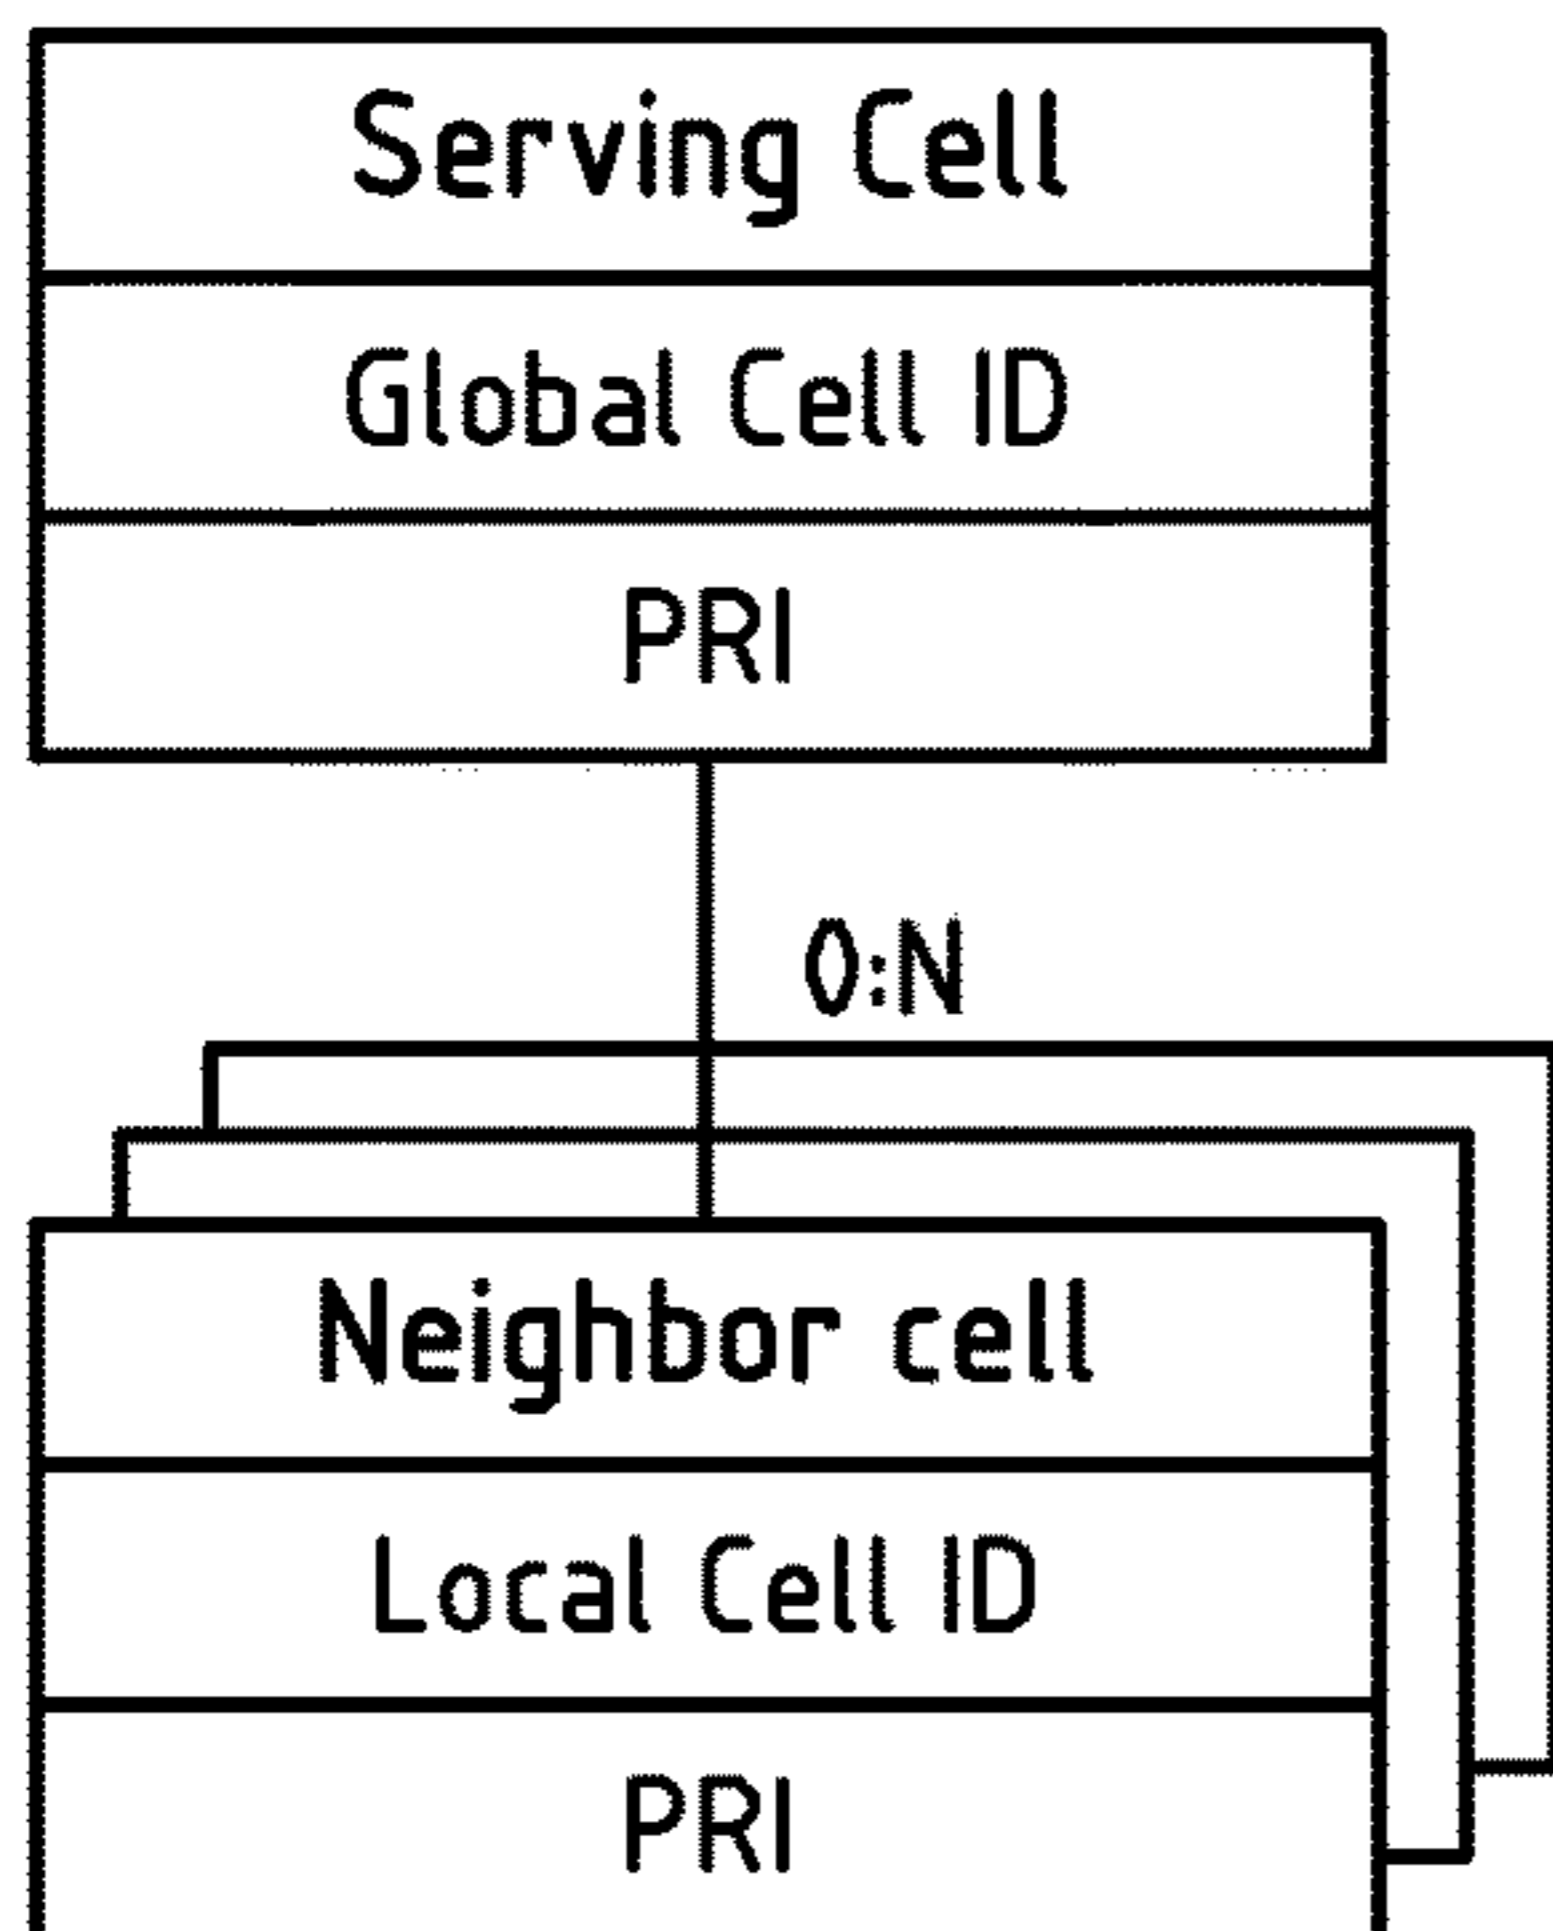 Serving Cell
Global Cell ID
PRI
0:N
Neighbor cell
Local Cell ID
PRI